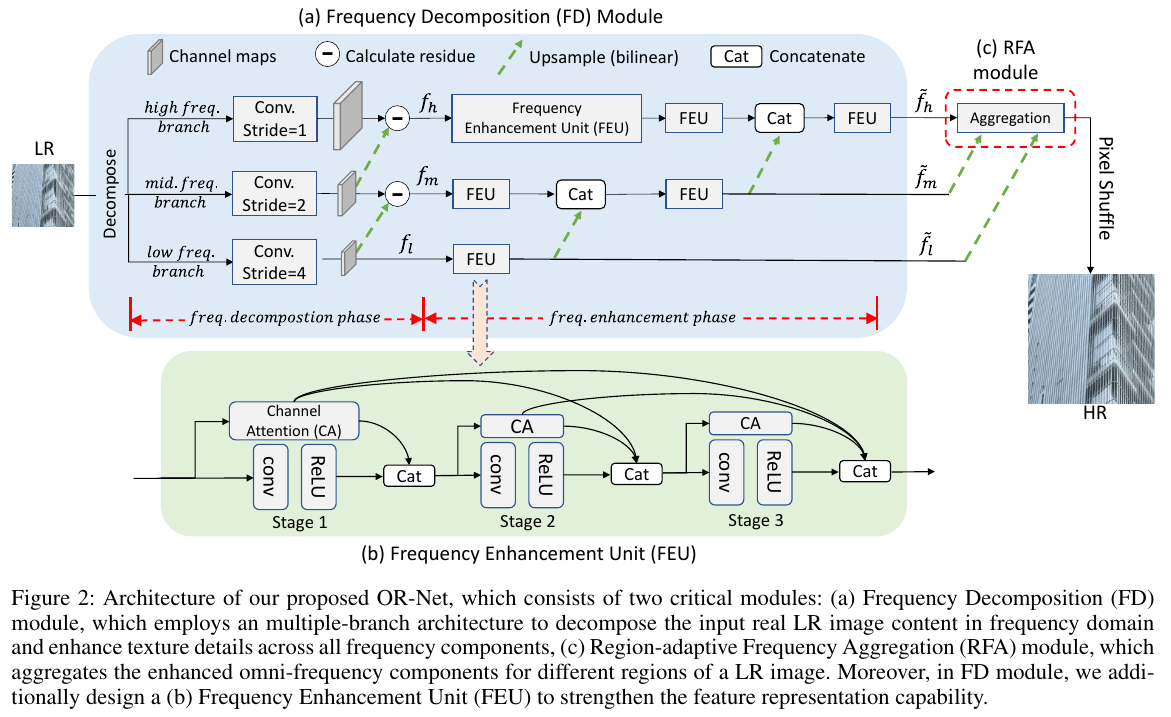 (a) Frequency Decomposition (FD) Module
Channel maps
Calculate residue
Upsample (bilinear)
Cat
Concatenate
(c) RFA
module
LR
Decompose
high freq.
branch
Conv.
Stride=1
−
f_h
Frequency
Enhancement Unit (FEU)
FEU
Cat
FEU
f̃_h
Aggregation
mid. freq.
branch
Conv.
Stride=2
−
f_m
FEU
Cat
FEU
f̃_m
low freq.
branch
Conv.
Stride=4
f_l
FEU
f̃_l
Pixel Shuffle
HR
freq. decompostion phase
freq. enhancement phase
Channel
Attention (CA)
conv
ReLU
Cat
Stage 1
CA
conv
ReLU
Cat
Stage 2
CA
conv
ReLU
Cat
Stage 3
(b) Frequency Enhancement Unit (FEU)
Figure 2: Architecture of our proposed OR-Net, which consists of two critical modules: (a) Frequency Decomposition (FD)
module, which employs an multiple-branch architecture to decompose the input real LR image content in frequency domain
and enhance texture details across all frequency components, (c) Region-adaptive Frequency Aggregation (RFA) module, which
aggregates the enhanced omni-frequency components for different regions of a LR image. Moreover, in FD module, we addi-
tionally design a (b) Frequency Enhancement Unit (FEU) to strengthen the feature representation capability.